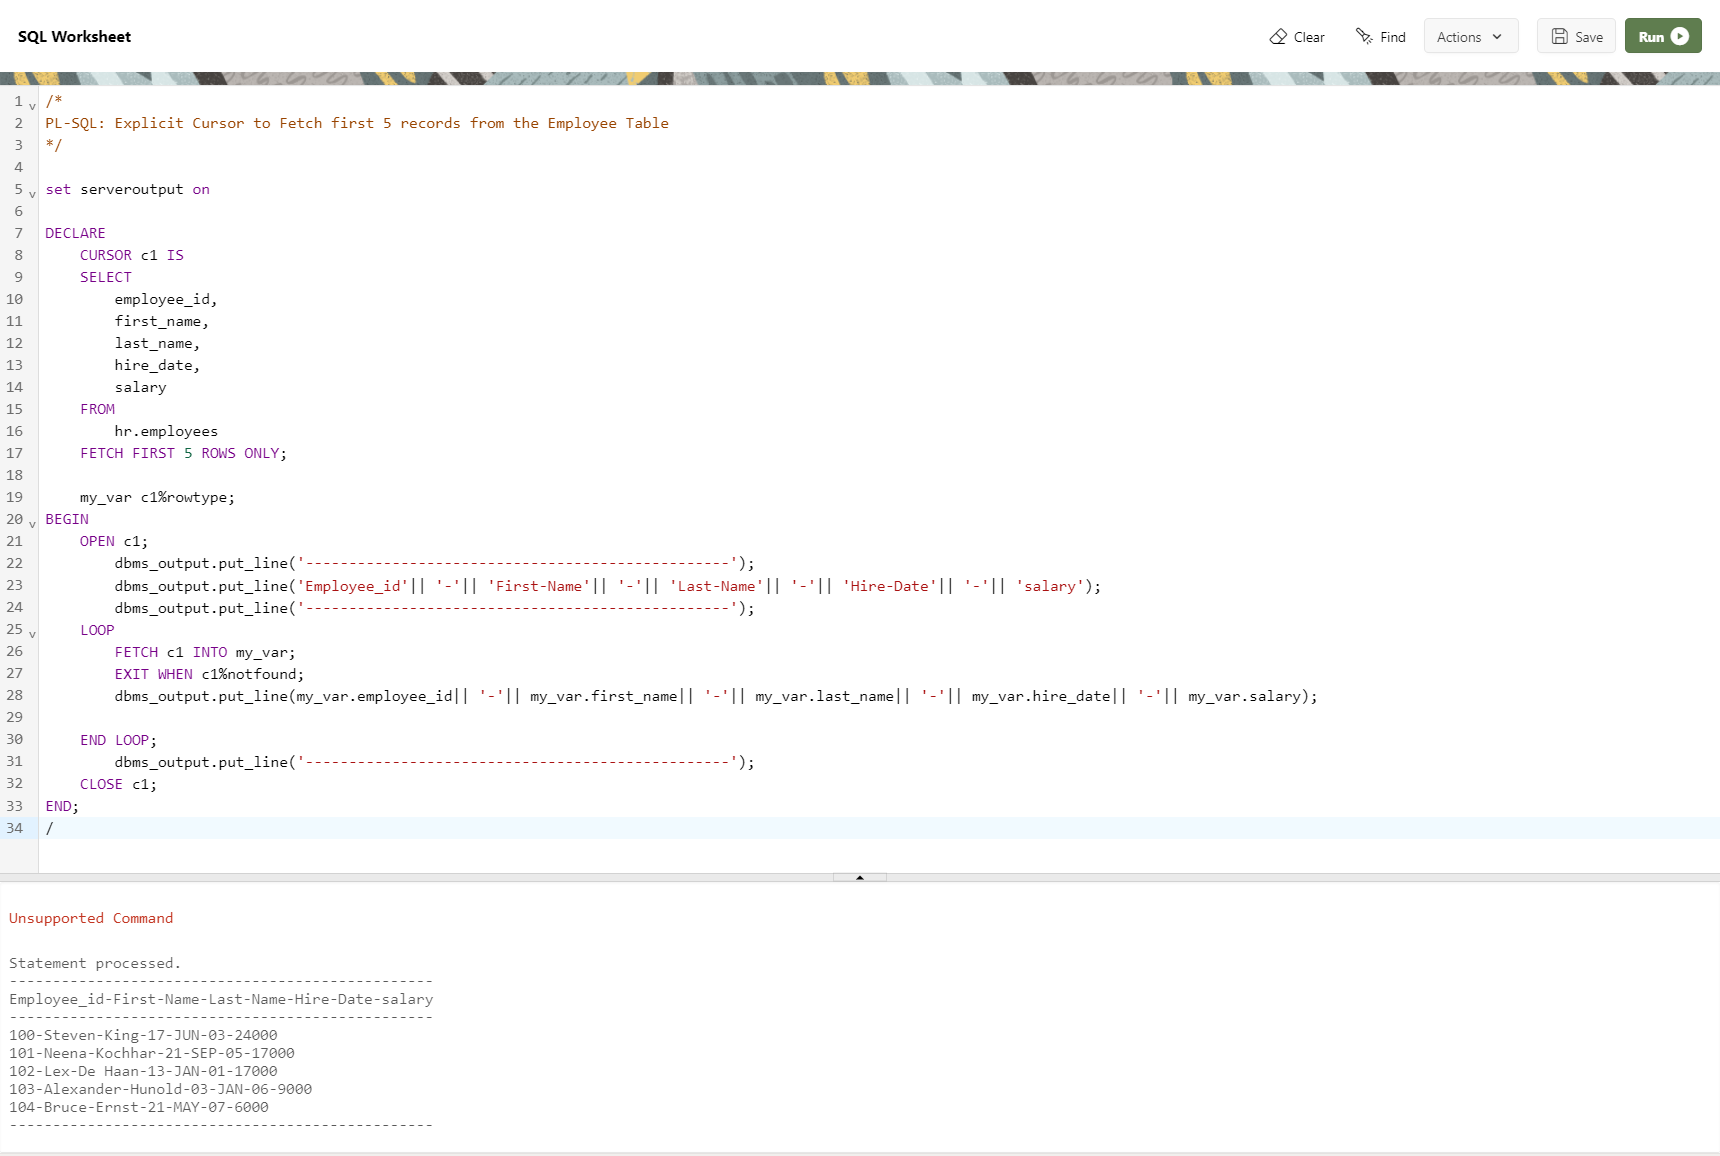 SQL Worksheet
Clear
Find
Actions
Save
Run
1 /*
2 PL-SQL: Explicit Cursor to Fetch first 5 records from the Employee Table
3 */
4
5 set serveroutput on
6
7 DECLARE
8     CURSOR c1 IS
9     SELECT
10         employee_id,
11         first_name,
12         last_name,
13         hire_date,
14         salary
15     FROM
16         hr.employees
17     FETCH FIRST 5 ROWS ONLY;
18
19     my_var c1%rowtype;
20 BEGIN
21     OPEN c1;
22         dbms_output.put_line('-------------------------------------------------');
23         dbms_output.put_line('Employee_id'|| '-'|| 'First-Name'|| '-'|| 'Last-Name'|| '-'|| 'Hire-Date'|| '-'|| 'salary');
24         dbms_output.put_line('-------------------------------------------------');
25     LOOP
26         FETCH c1 INTO my_var;
27         EXIT WHEN c1%notfound;
28         dbms_output.put_line(my_var.employee_id|| '-'|| my_var.first_name|| '-'|| my_var.last_name|| '-'|| my_var.hire_date|| '-'|| my_var.salary);
29
30     END LOOP;
31         dbms_output.put_line('-------------------------------------------------');
32     CLOSE c1;
33 END;
34 /
Unsupported Command
Statement processed.
-------------------------------------------------
Employee_id-First-Name-Last-Name-Hire-Date-salary
-------------------------------------------------
100-Steven-King-17-JUN-03-24000
101-Neena-Kochhar-21-SEP-05-17000
102-Lex-De Haan-13-JAN-01-17000
103-Alexander-Hunold-03-JAN-06-9000
104-Bruce-Ernst-21-MAY-07-6000
-------------------------------------------------